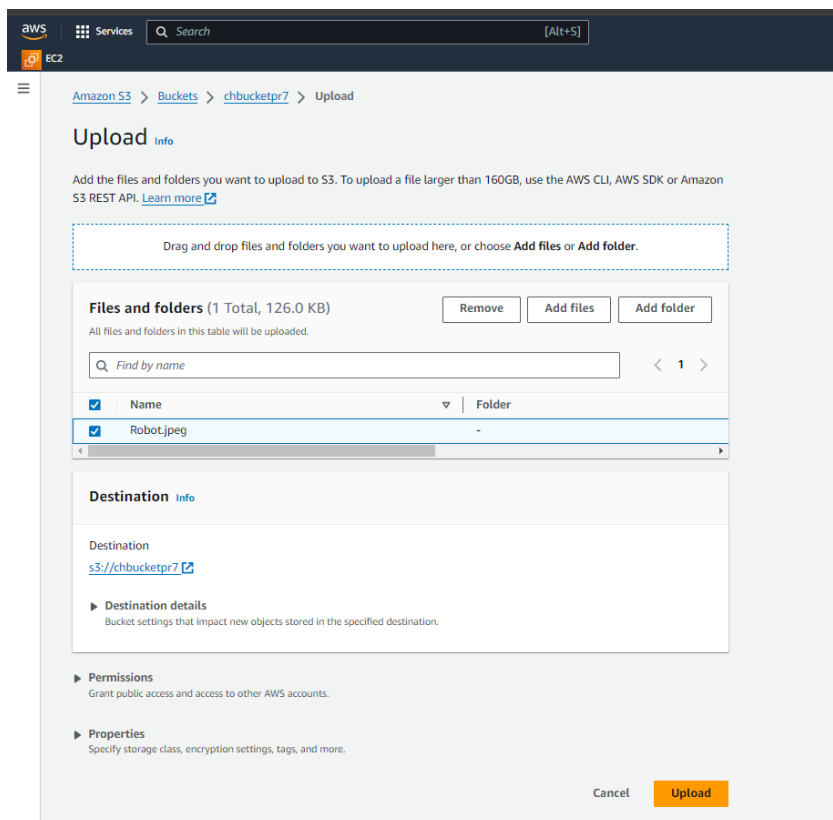 aws Services Search [Alt+S]
EC2
Amazon S3 > Buckets > chbucketpr7 > Upload
Upload Info
Add the files and folders you want to upload to S3. To upload a file larger than 160GB, use the AWS CLI, AWS SDK or Amazon
S3 REST API. Learn more
Drag and drop files and folders you want to upload here, or choose Add files or Add folder.
Files and folders (1 Total, 126.0 KB) Remove Add files Add folder
All files and folders in this table will be uploaded.
Find by name < 1 >
Name Folder
Robot.jpeg -
Destination Info
Destination
s3://chbucketpr7
Destination details
Bucket settings that impact new objects stored in the specified destination.
Permissions
Grant public access and access to other AWS accounts.
Properties
Specify storage class, encryption settings, tags, and more.
Cancel Upload